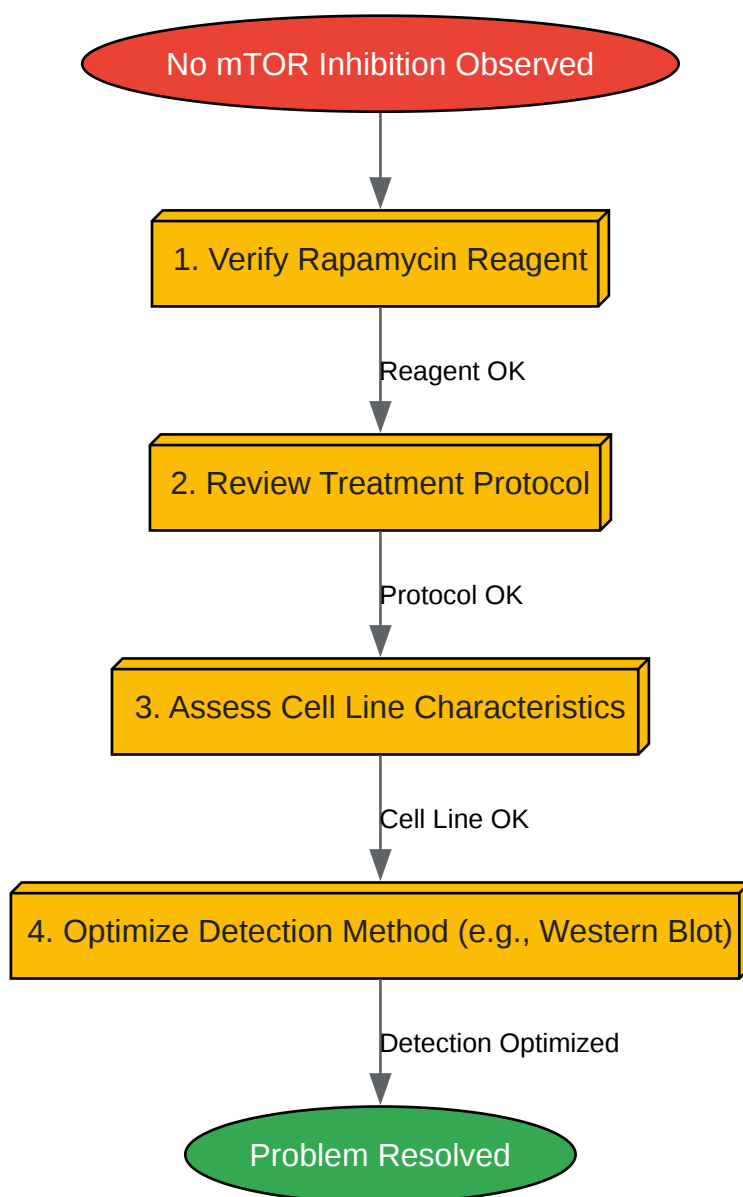 No mTOR Inhibition Observed
1. Verify Rapamycin Reagent
Reagent OK
2. Review Treatment Protocol
Protocol OK
3. Assess Cell Line Characteristics
Cell Line OK
4. Optimize Detection Method (e.g., Western Blot)
Detection Optimized
Problem Resolved